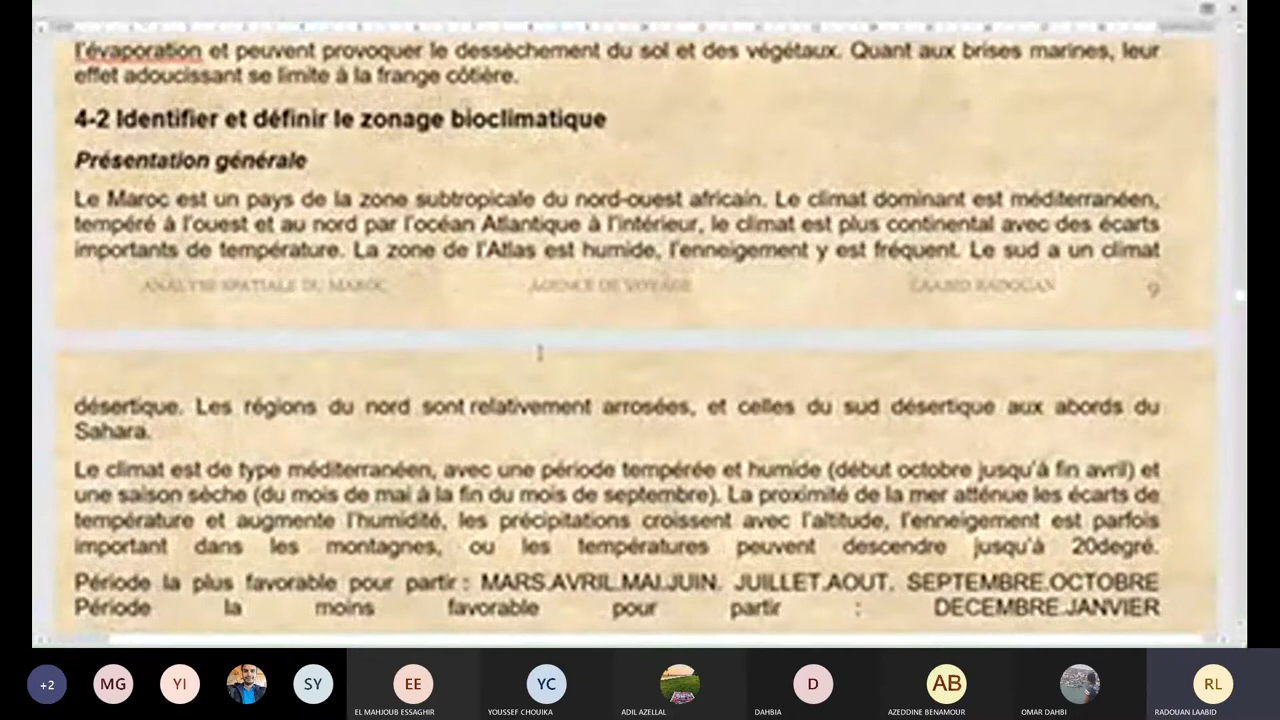 l'évaporation et peuvent provoquer le dessèchement du sol et des végétaux. Quant aux brises marines, leur
effet adoucissant se limite à la frange côtière.
4-2 Identifier et définir le zonage bioclimatique
Présentation générale
Le Maroc est un pays de la zone subtropicale du nord-ouest africain. Le climat dominant est méditerranéen,
tempéré à l'ouest et au nord par l'océan Atlantique à l'intérieur, le climat est plus continental avec des écarts
importants de température. La zone de l'Atlas est humide, l'enneigement y est fréquent. Le sud a un climat
ANALYSE SPATIALE DU MAROC AGENCE DE VOYAGE LAABID RADOUAN 9
désertique. Les régions du nord sont relativement arrosées, et celles du sud désertique aux abords du
Sahara.
Le climat est de type méditerranéen, avec une période tempérée et humide (début octobre jusqu'à fin avril) et
une saison sèche (du mois de mai à la fin du mois de septembre). La proximité de la mer atténue les écarts de
température et augmente l'humidité, les précipitations croissent avec l'altitude, l'enneigement est parfois
important dans les montagnes, ou les températures peuvent descendre jusqu'à 20degré.
Période la plus favorable pour partir : MARS.AVRIL.MAI.JUIN. JUILLET.AOUT. SEPTEMBRE.OCTOBRE
Période la moins favorable pour partir : DECEMBRE.JANVIER
+2 MG YI SY EE YC D AB RL
EL MAHJOUB ESSAGHIR YOUSSEF CHOUIKA ADIL AZELLAL DAHBIA AZEDDINE BENAMOUR OMAR DAHBI RADOUAN LAABID